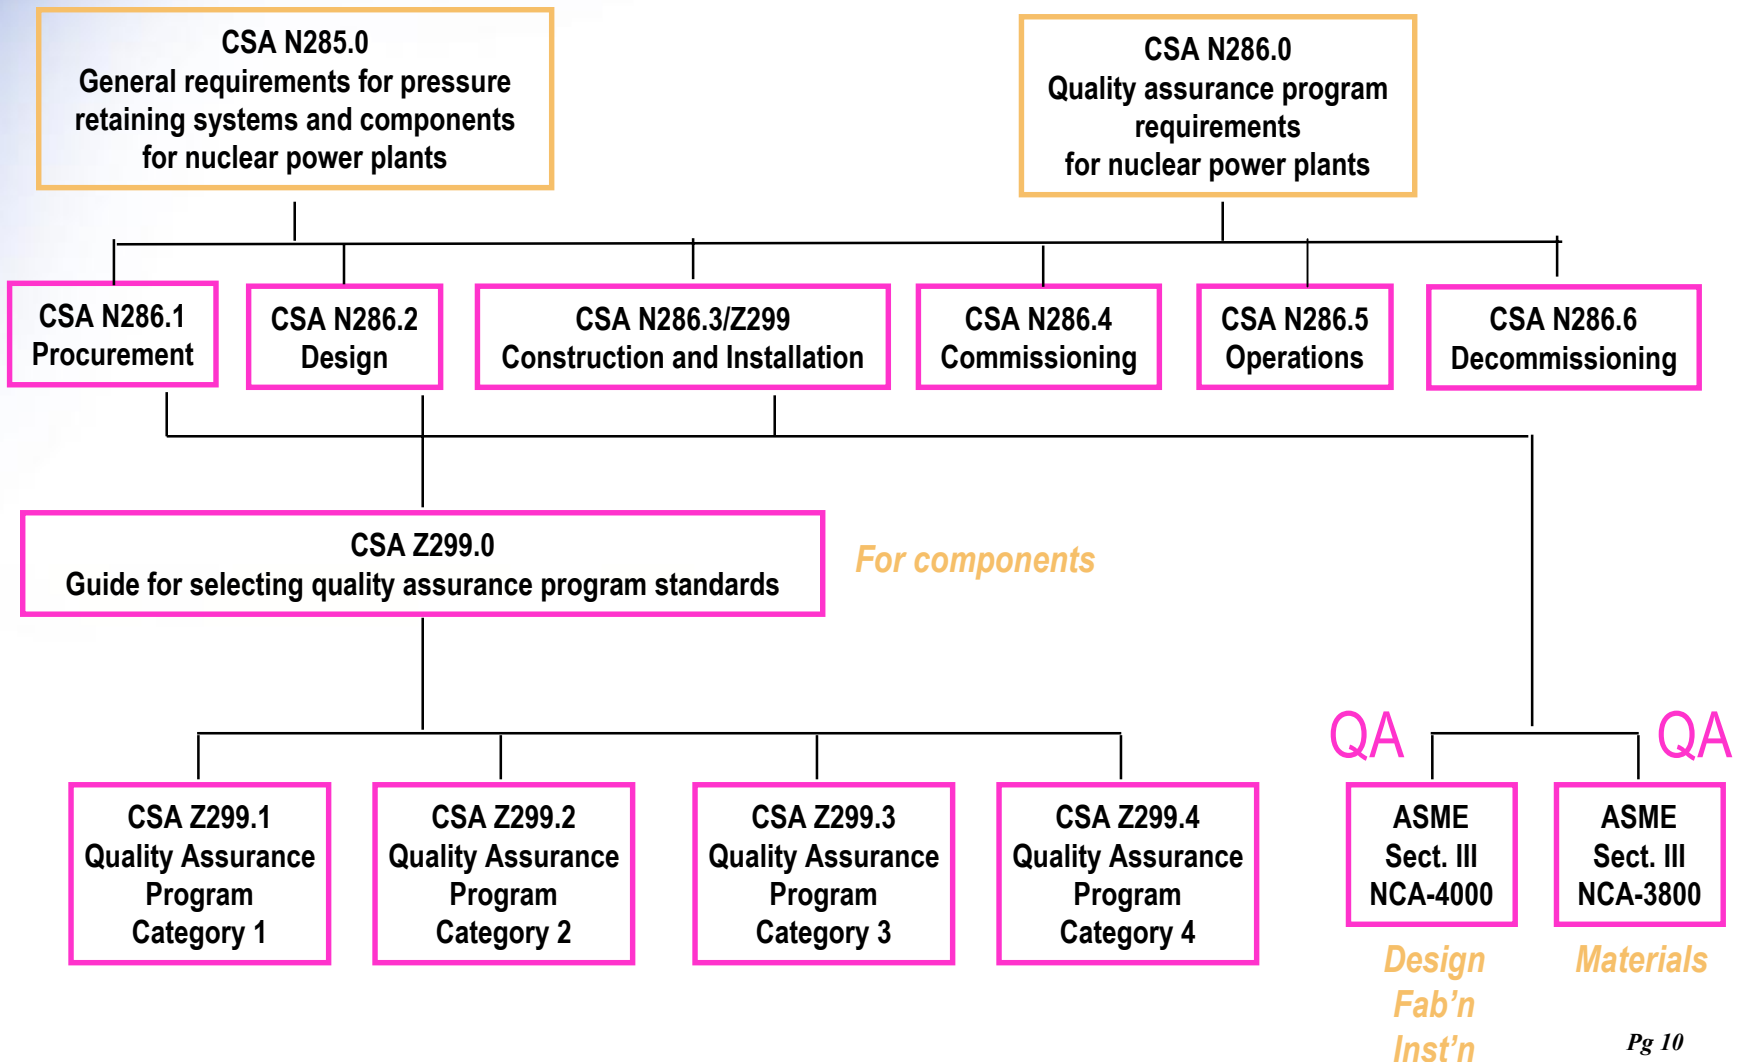 CSA N285.0
General requirements for pressure
retaining systems and components
for nuclear power plants
CSA N286.0
Quality assurance program
requirements
for nuclear power plants
CSA N286.1
Procurement
CSA N286.2
Design
CSA N286.3/Z299
Construction and Installation
CSA N286.4
Commissioning
CSA N286.5
Operations
CSA N286.6
Decommissioning
CSA Z299.0
Guide for selecting quality assurance program standards
For components
CSA Z299.1
Quality Assurance
Program
Category 1
CSA Z299.2
Quality Assurance
Program
Category 2
CSA Z299.3
Quality Assurance
Program
Category 3
CSA Z299.4
Quality Assurance
Program
Category 4
QA
ASME
Sect. III
NCA-4000
Design
Fab’n
Inst’n
QA
ASME
Sect. III
NCA-3800
Materials
Pg 10